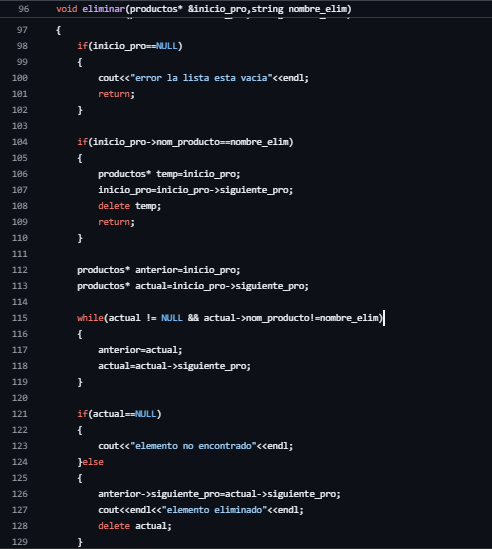 96 void eliminar(productos* &inicio_pro,string nombre_elim)
97 {
98 if(inicio_pro==NULL)
99 {
100 cout<<"error la lista esta vacia"<<endl;
101 return;
102 }
103
104 if(inicio_pro->nom_producto==nombre_elim)
105 {
106 productos* temp=inicio_pro;
107 inicio_pro=inicio_pro->siguiente_pro;
108 delete temp;
109 return;
110 }
111
112 productos* anterior=inicio_pro;
113 productos* actual=inicio_pro->siguiente_pro;
114
115 while(actual != NULL && actual->nom_producto!=nombre_elim)
116 {
117 anterior=actual;
118 actual=actual->siguiente_pro;
119 }
120
121 if(actual==NULL)
122 {
123 cout<<"elemento no encontrado"<<endl;
124 }else
125 {
126 anterior->siguiente_pro=actual->siguiente_pro;
127 cout<<endl<<"elemento eliminado"<<endl;
128 delete actual;
129 }